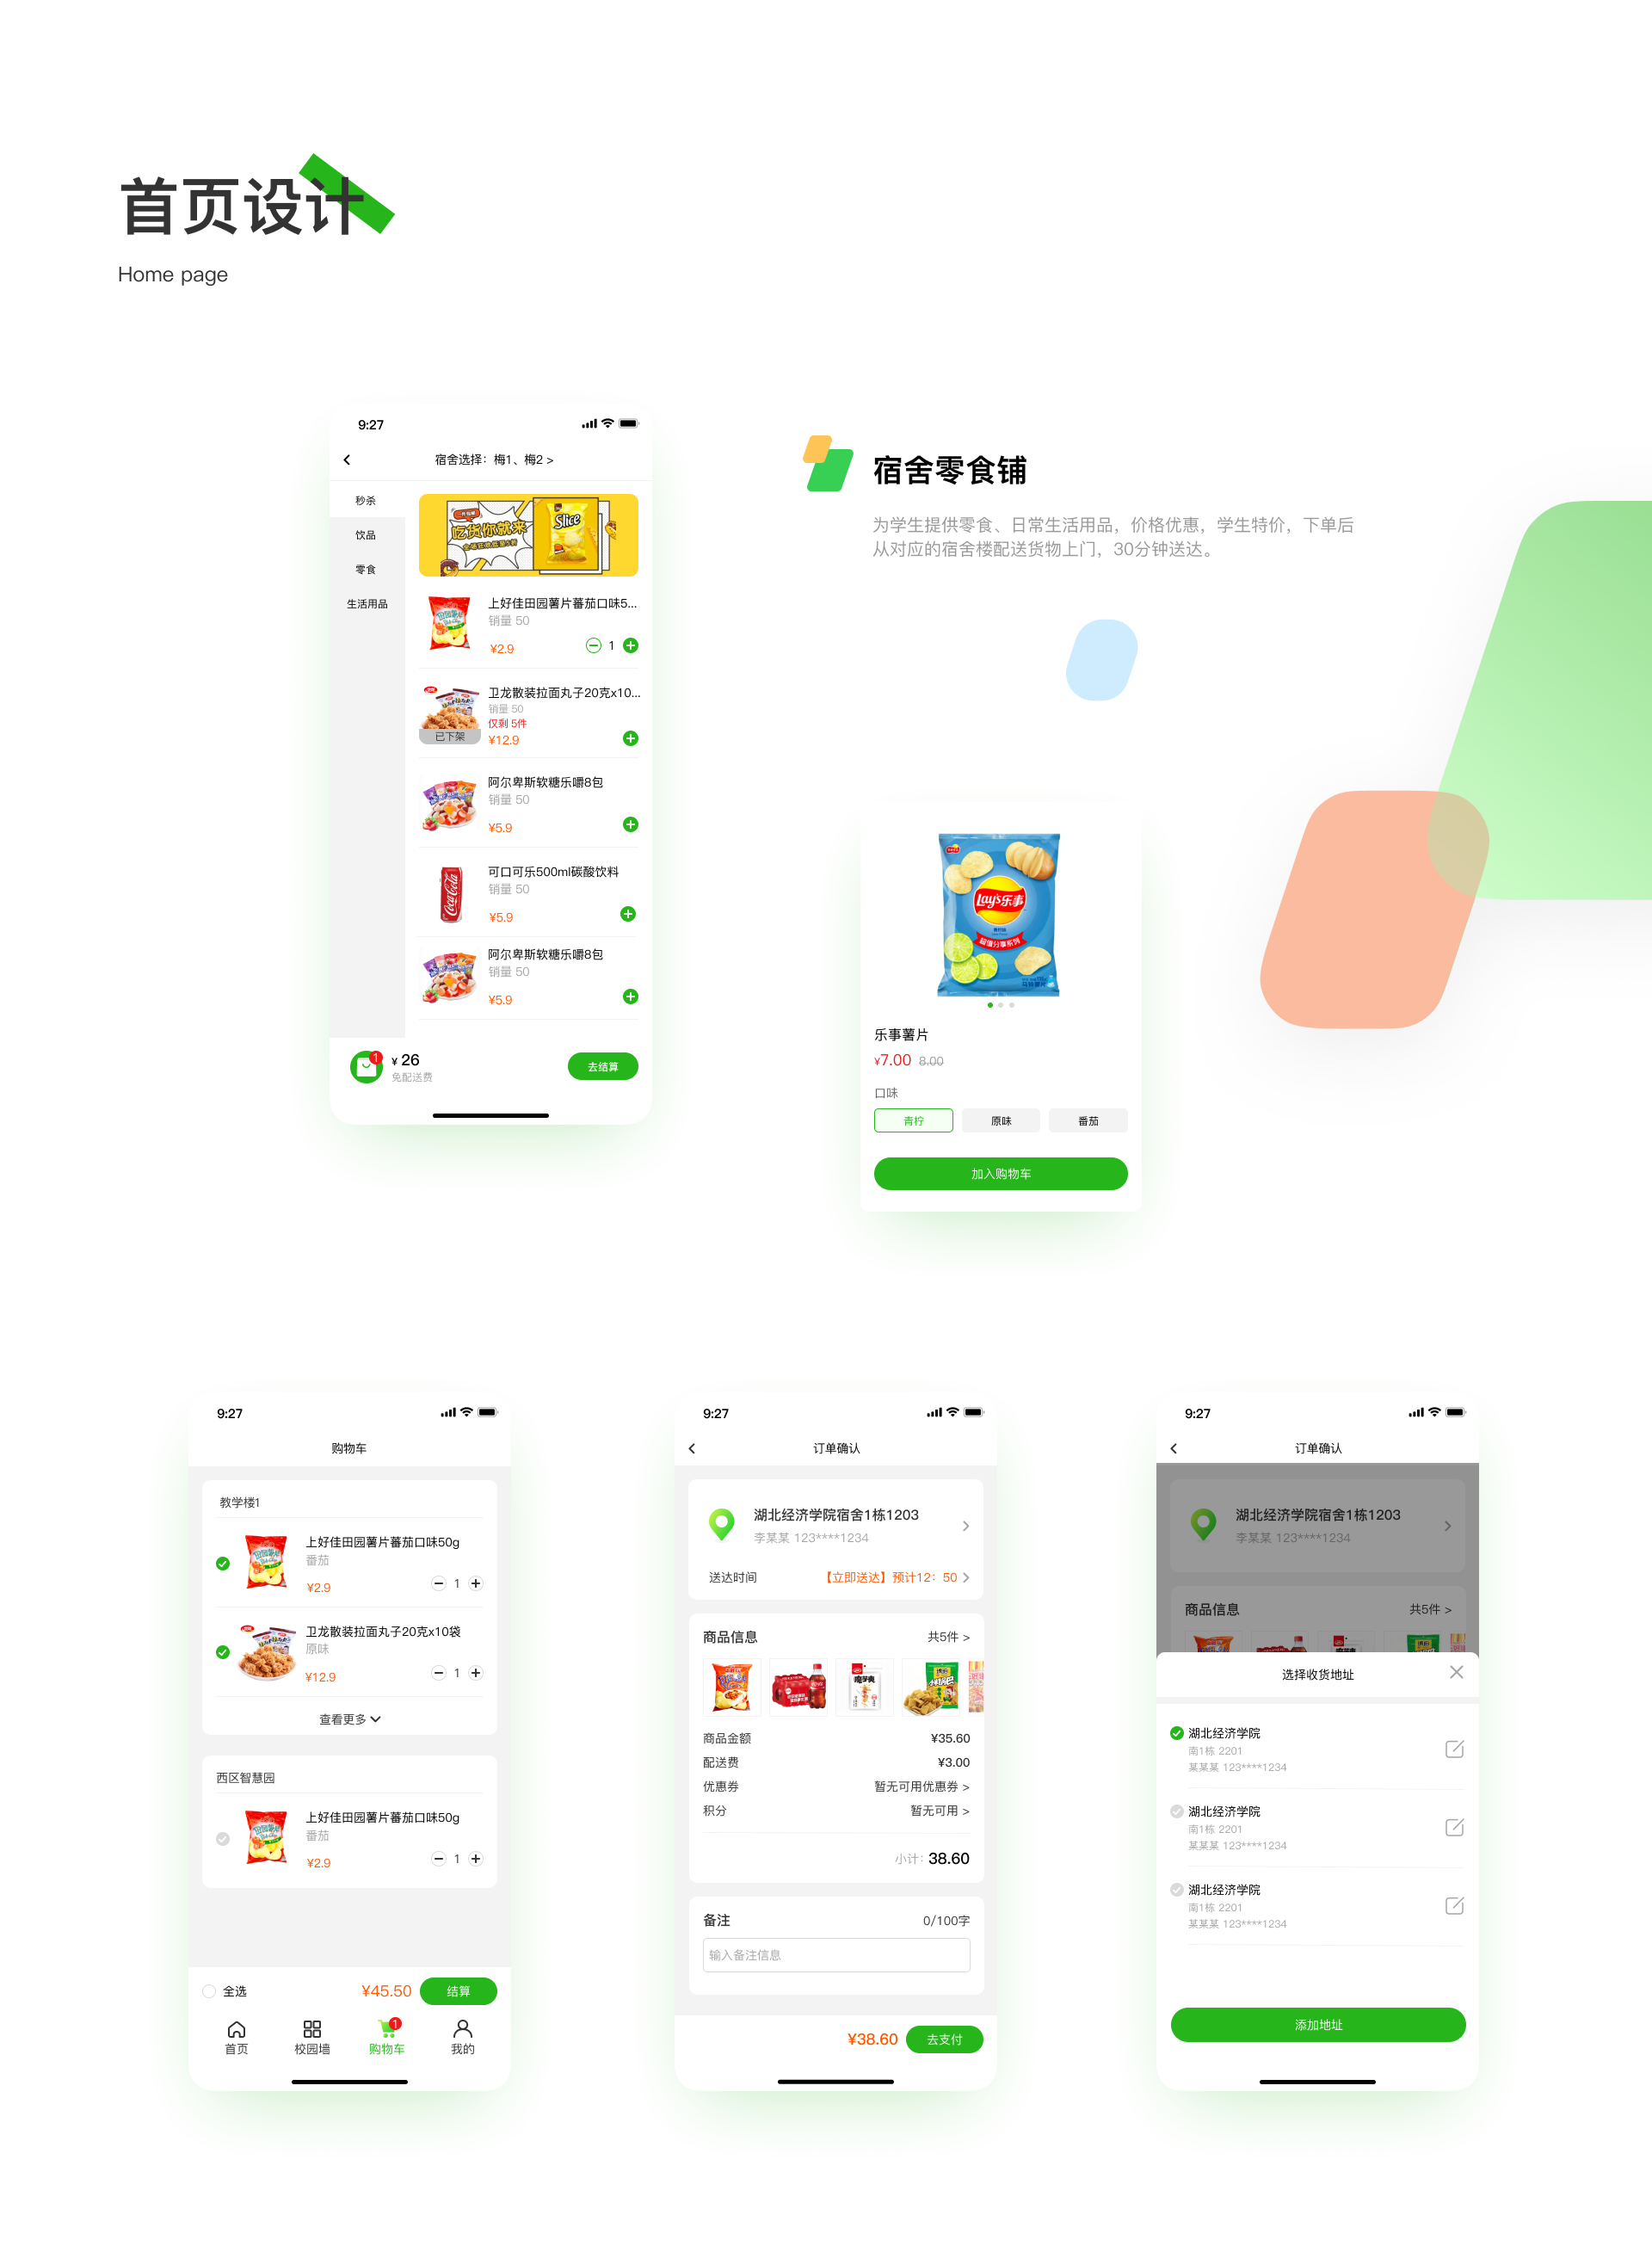 首页设计
Home page
9:27
宿舍选择：梅1、梅2 >
秒杀
饮品
零食
生活用品
吃货你就来
Slice
上好佳田园薯片蕃茄口味5...
销量 50
¥2.9
1
卫龙散装拉面丸子20克x10...
销量 50
仅剩 5件
已下架
¥12.9
阿尔卑斯软糖乐嚼8包
销量 50
¥5.9
可口可乐500ml碳酸饮料
销量 50
Coca-Cola
¥5.9
阿尔卑斯软糖乐嚼8包
销量 50
¥5.9
1
¥ 26
免配送费
去结算
宿舍零食铺
为学生提供零食、日常生活用品，价格优惠，学生特价，下单后
从对应的宿舍楼配送货物上门，30分钟送达。
Lay's乐事
超值分享系列
乐事薯片
¥7.00 8.00
口味
青柠
原味
番茄
加入购物车
9:27
购物车
教学楼1
上好佳田园薯片蕃茄口味50g
番茄
¥2.9
1
卫龙散装拉面丸子20克x10袋
原味
¥12.9
1
查看更多
西区智慧园
上好佳田园薯片蕃茄口味50g
番茄
¥2.9
1
全选
¥45.50
结算
首页
校园墙
1
购物车
我的
9:27
订单确认
湖北经济学院宿舍1栋1203
李某某 123****1234
送达时间
【立即送达】预计12：50
商品信息
共5件 >
商品金额
¥35.60
配送费
¥3.00
优惠券
暂无可用优惠券 >
积分
暂无可用 >
小计：38.60
备注
0/100字
输入备注信息
¥38.60
去支付
9:27
订单确认
湖北经济学院宿舍1栋1203
李某某 123****1234
商品信息
共5件 >
选择收货地址
湖北经济学院
南1栋 2201
某某某 123****1234
湖北经济学院
南1栋 2201
某某某 123****1234
湖北经济学院
南1栋 2201
某某某 123****1234
添加地址